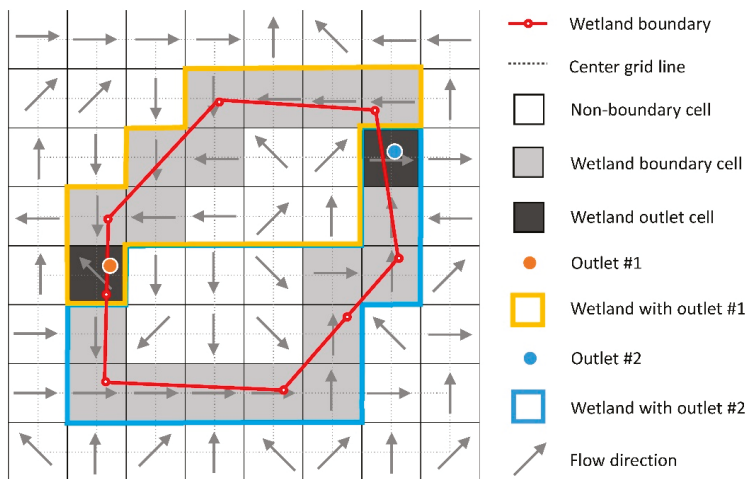 Wetland boundary
Center grid line
Non-boundary cell
Wetland boundary cell
Wetland outlet cell
Outlet #1
Wetland with outlet #1
Outlet #2
Wetland with outlet #2
Flow direction